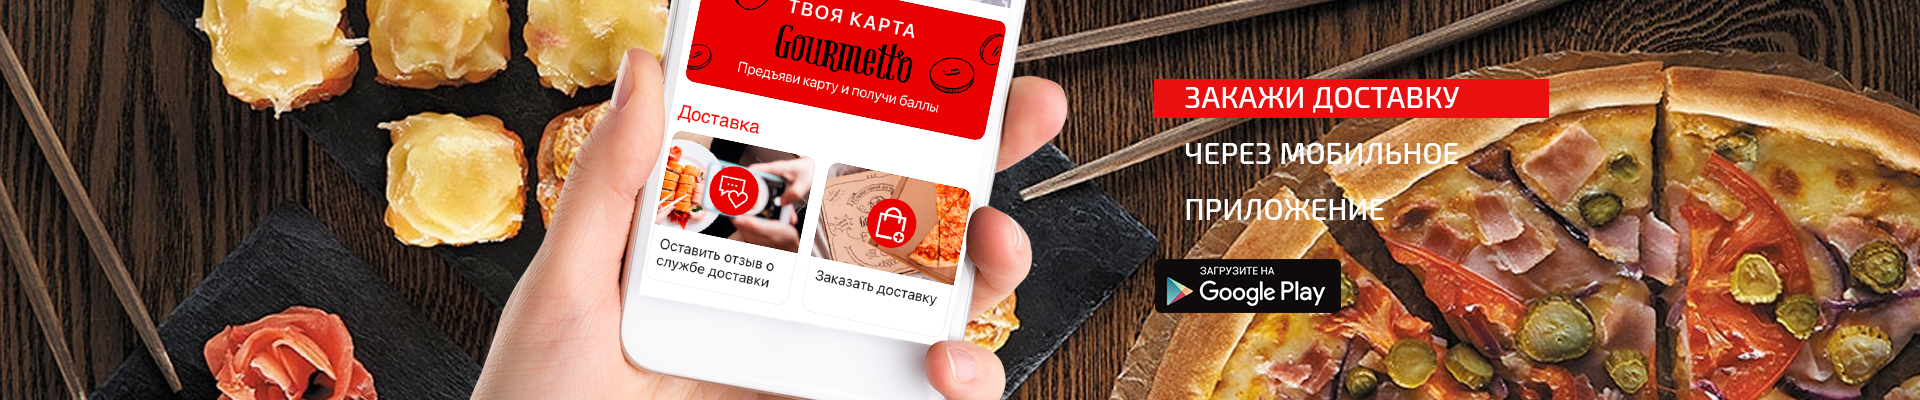 ТВОЯ КАРТА
Gourmetto
Предъяви карту и получи баллы
Доставка
Оставить отзыв о
службе доставки
Заказать доставку
ЗАКАЖИ ДОСТАВКУ
ЧЕРЕЗ МОБИЛЬНОЕ
ПРИЛОЖЕНИЕ
ЗАГРУЗИТЕ НА
Google Play